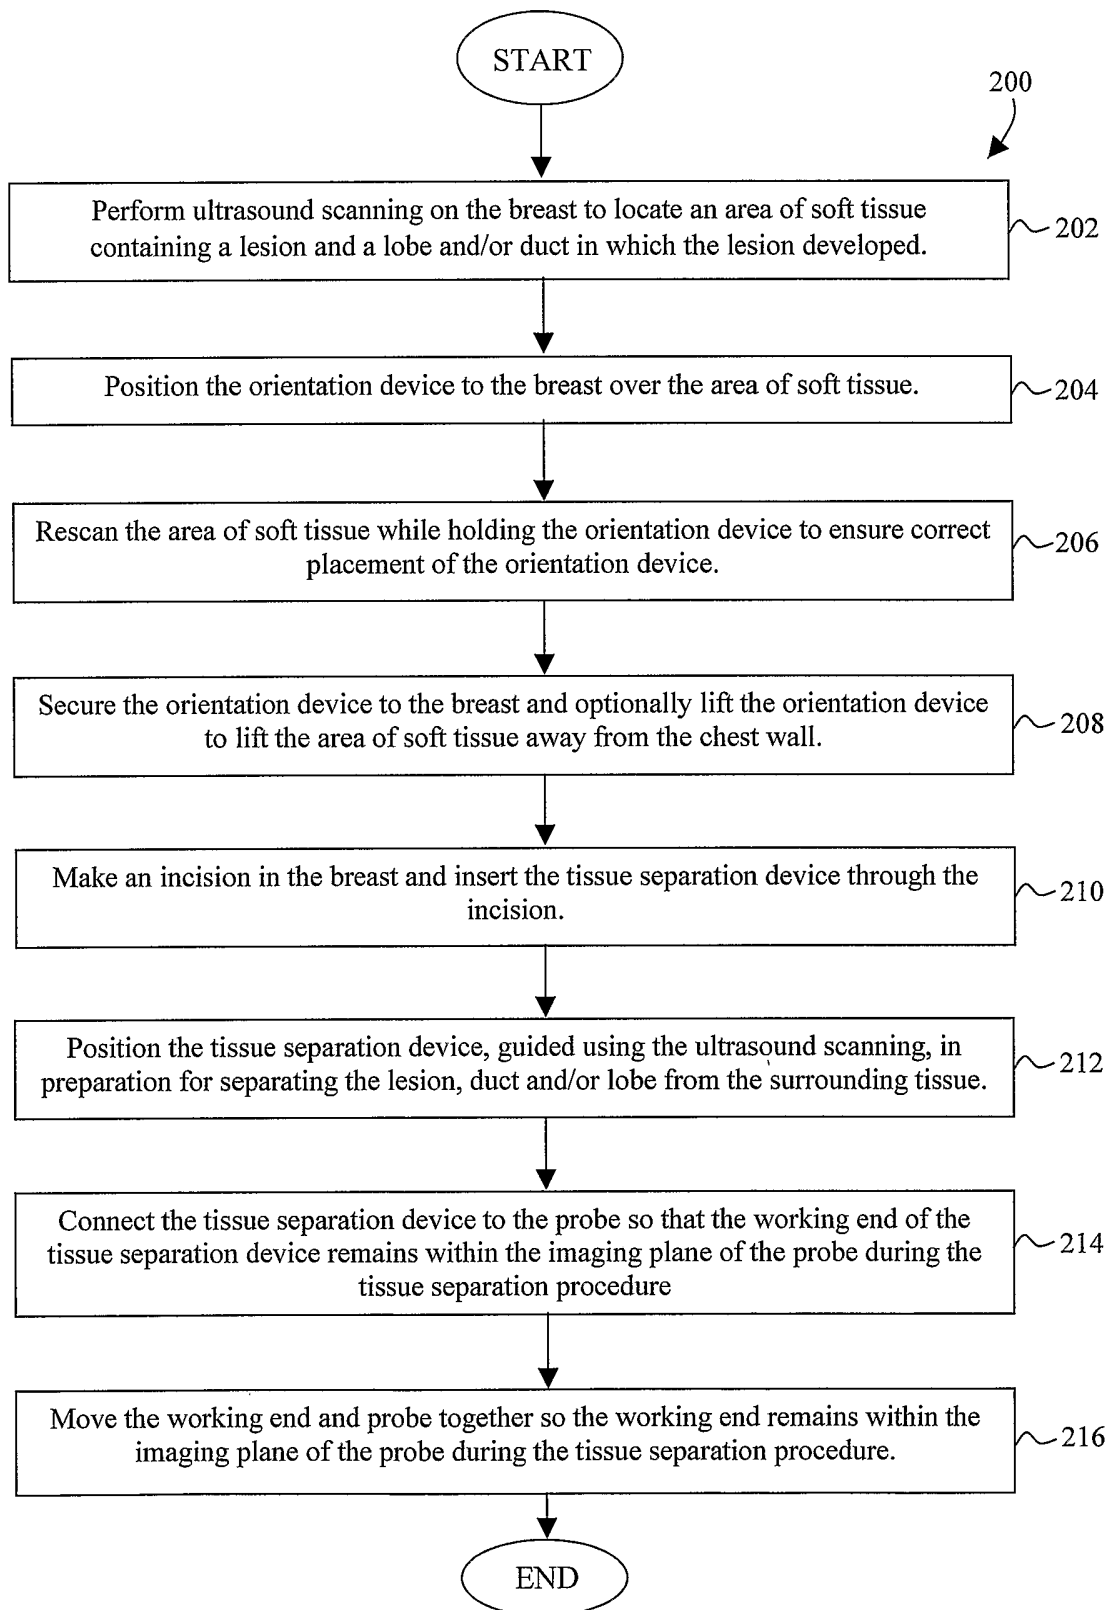 START
200
Perform ultrasound scanning on the breast to locate an area of soft tissue
containing a lesion and a lobe and/or duct in which the lesion developed.
202
Position the orientation device to the breast over the area of soft tissue.
204
Rescan the area of soft tissue while holding the orientation device to ensure correct
placement of the orientation device.
206
Secure the orientation device to the breast and optionally lift the orientation device
to lift the area of soft tissue away from the chest wall.
208
Make an incision in the breast and insert the tissue separation device through the
incision.
210
Position the tissue separation device, guided using the ultrasound scanning, in
preparation for separating the lesion, duct and/or lobe from the surrounding tissue.
212
Connect the tissue separation device to the probe so that the working end of the
tissue separation device remains within the imaging plane of the probe during the
tissue separation procedure
214
Move the working end and probe together so the working end remains within the
imaging plane of the probe during the tissue separation procedure.
216
END